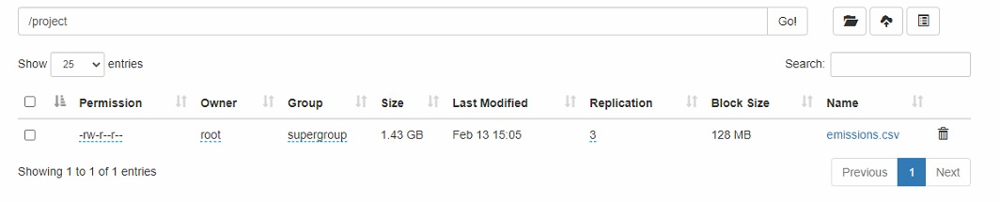 /project Go!
Show 25 entries Search:
Permission Owner Group Size Last Modified Replication Block Size Name
-rw-r--r-- root supergroup 1.43 GB Feb 13 15:05 3 128 MB emissions.csv
Showing 1 to 1 of 1 entries Previous 1 Next